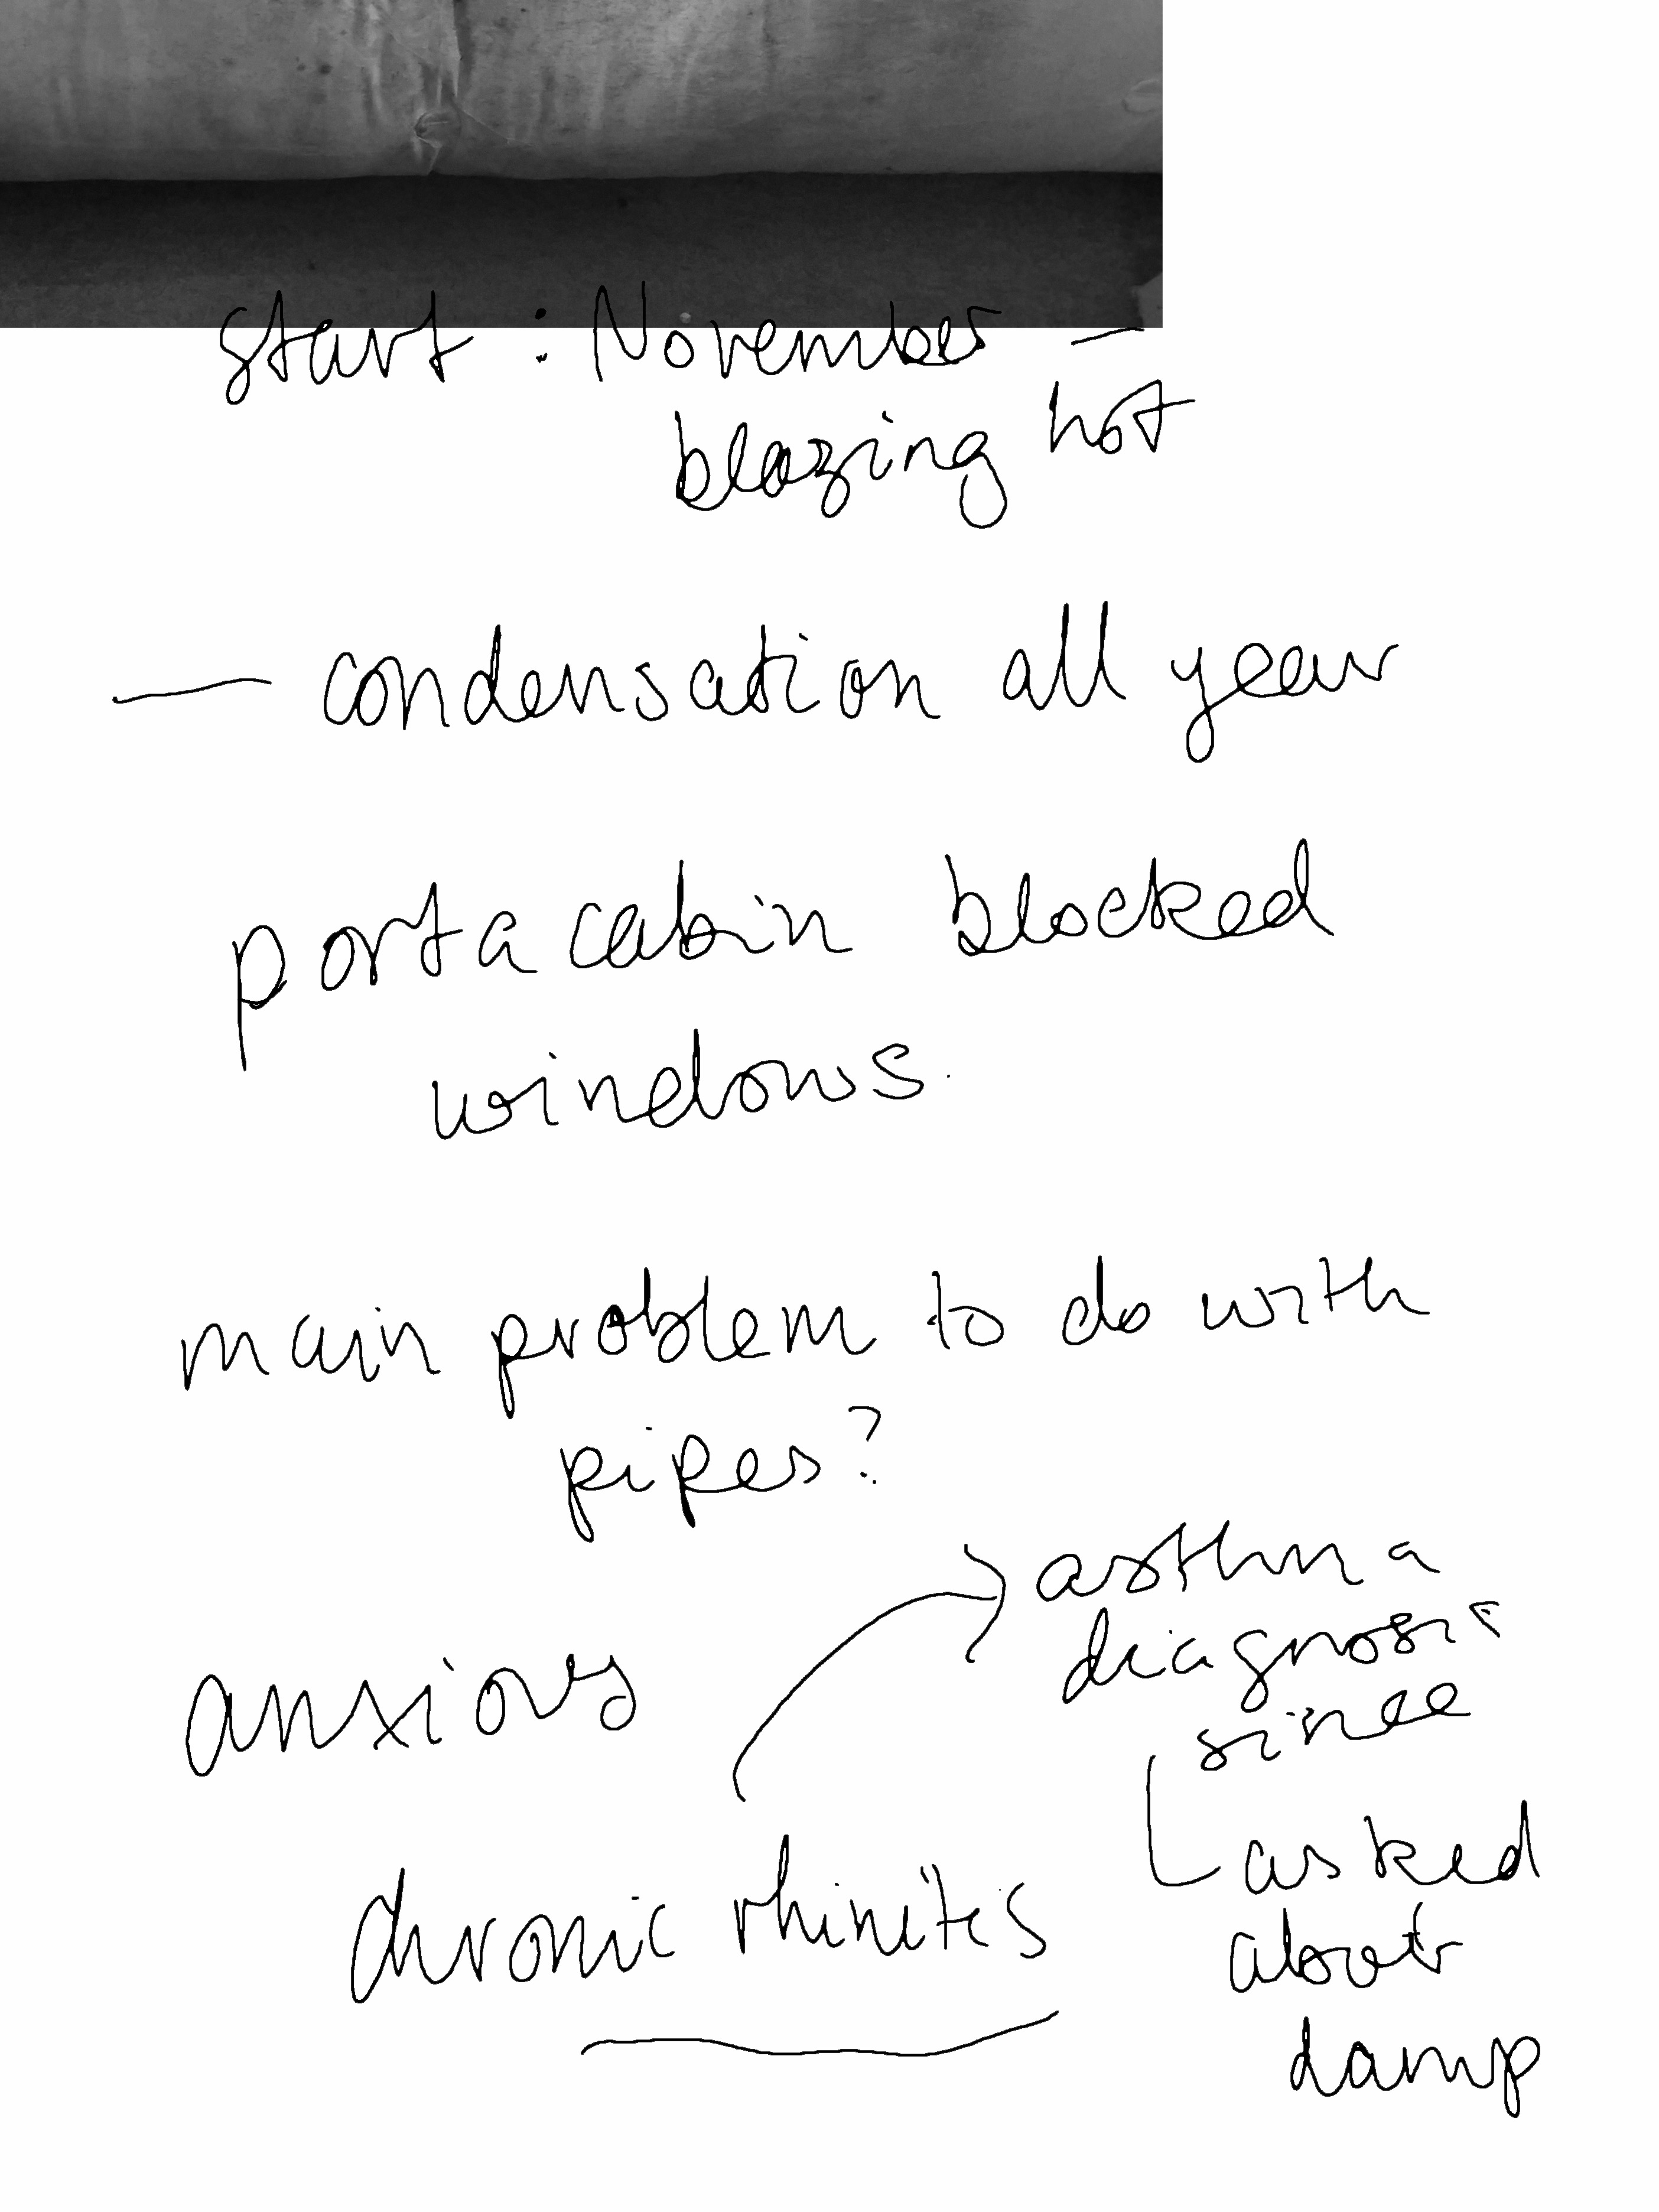 start : November —
blazing hot
— condensation all year
portacabin blocked
windows.
main problem to do with
pipes?
anxious
chronic rhinitis
asthma
diagnosis
since
asked
about
damp